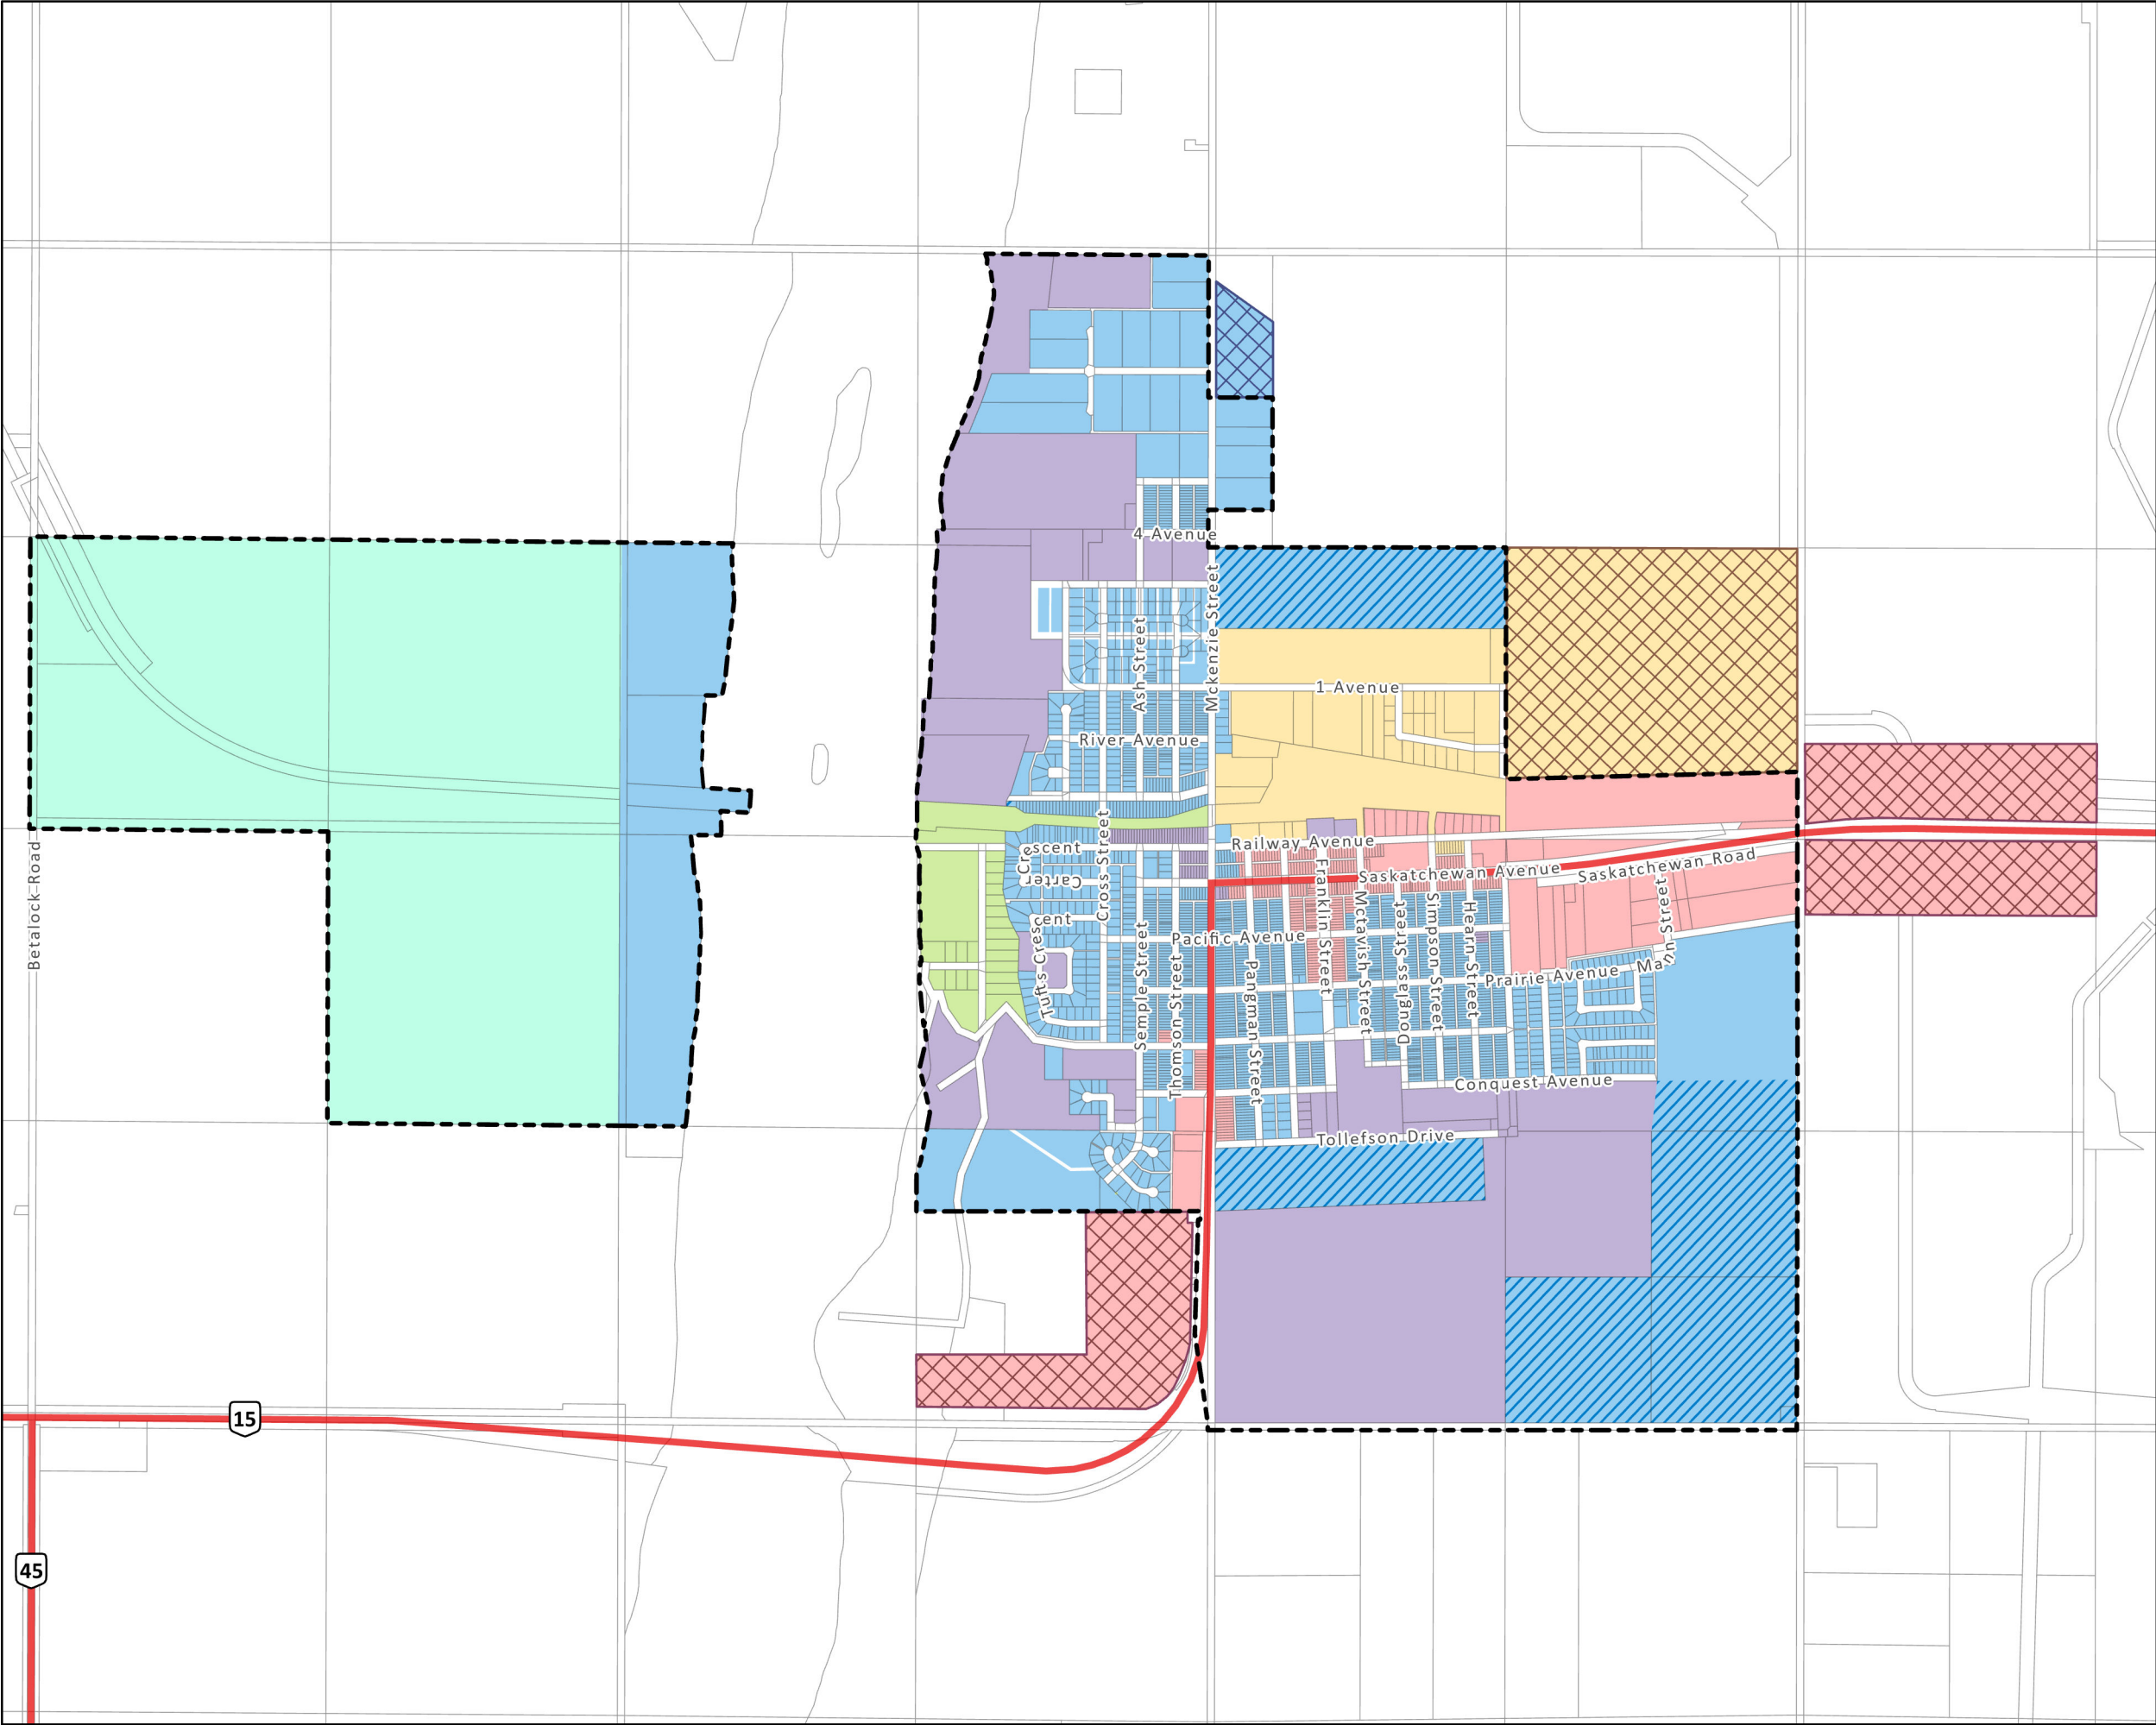 4 Avenue
Mckenzie Street
Ash Street
1 Avenue
River Avenue
Cross Street
Crescent
Carter
Railway Avenue
Saskatchewan Avenue
Saskatchewan Road
Franklin Street
Mctavish Street
Douglas Street
Simpson Street
Hearn Street
Mann Street
Betalock Road
cent
Tufts Crescent
Pacific Avenue
Semple Street
Thomson Street
Pangman Street
Prairie Avenue
Conquest Avenue
Tollefson Drive
15
45